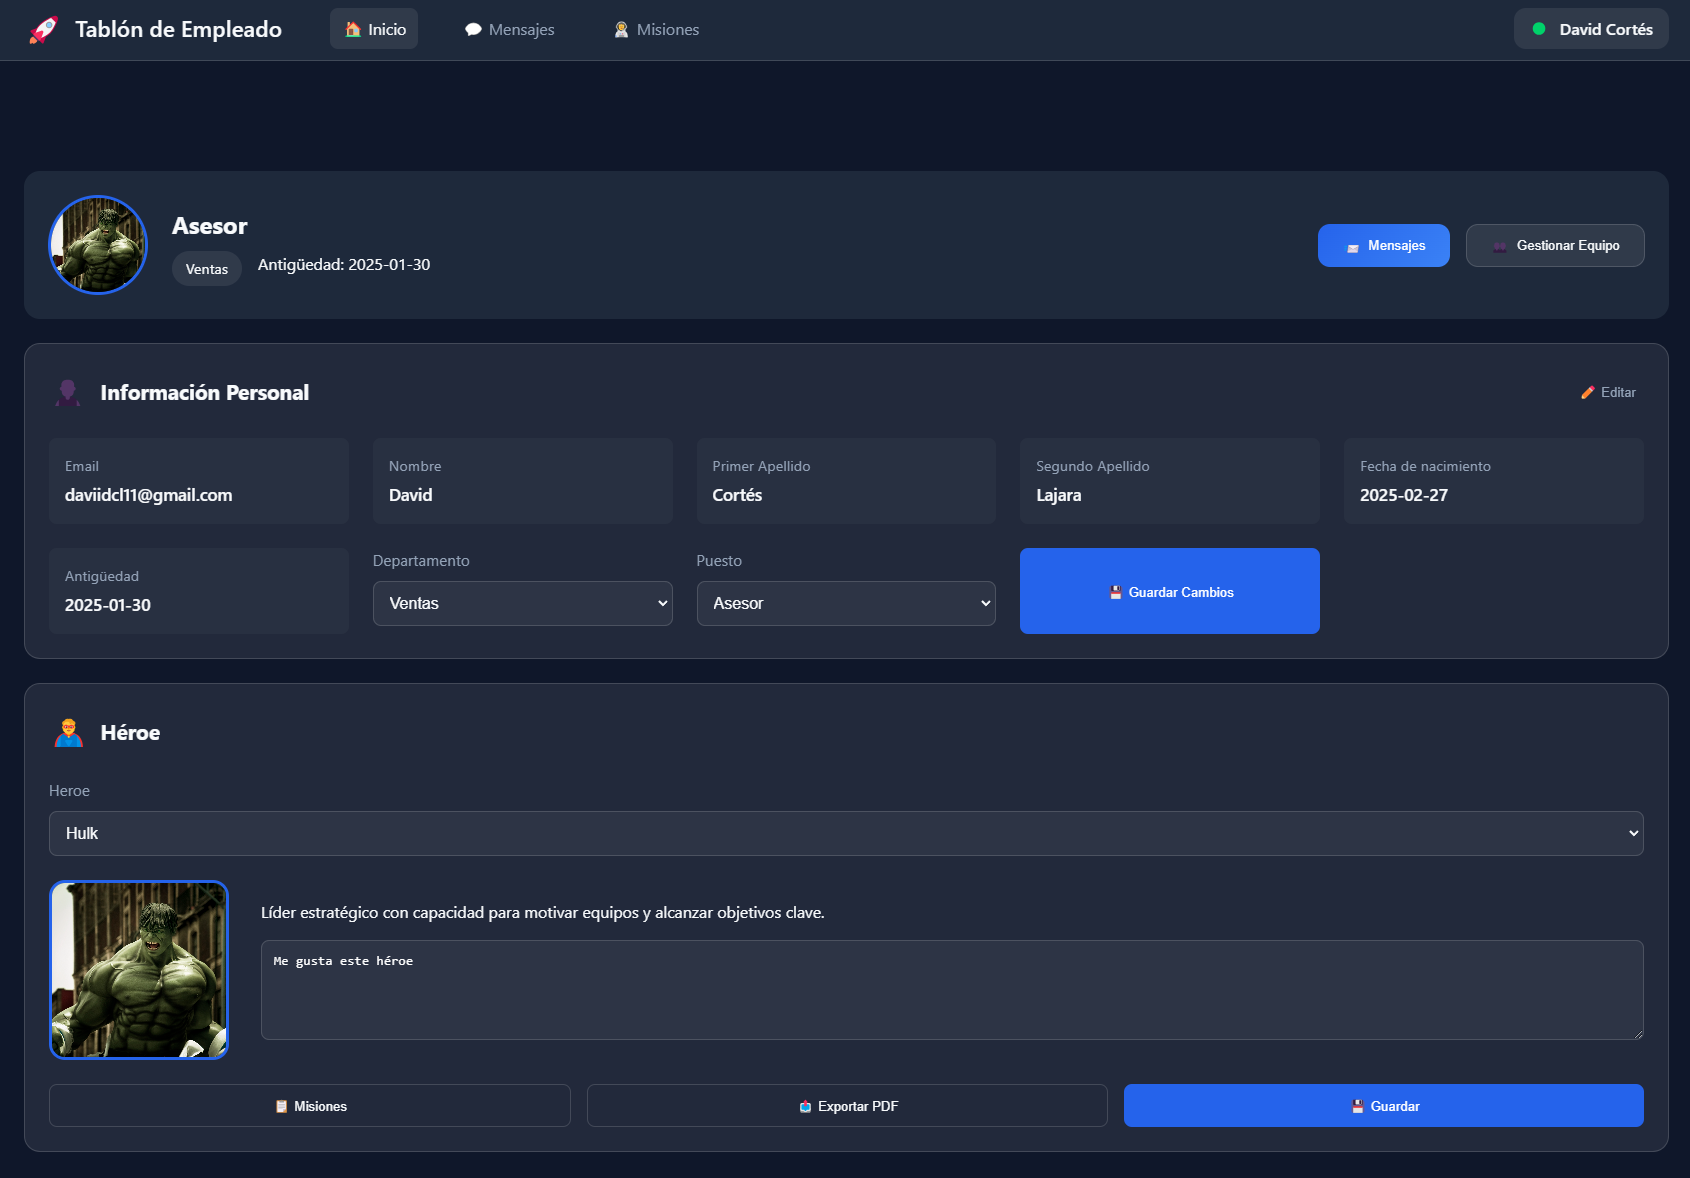 Tablón de Empleado
Inicio
Mensajes
Misiones
David Cortés
Asesor
Ventas
Antigüedad: 2025-01-30
Mensajes
Gestionar Equipo
Información Personal
Editar
Email
daviidcl11@gmail.com
Nombre
David
Primer Apellido
Cortés
Segundo Apellido
Lajara
Fecha de nacimiento
2025-02-27
Antigüedad
2025-01-30
Departamento
Ventas
Puesto
Asesor
Guardar Cambios
Héroe
Heroe
Hulk
Líder estratégico con capacidad para motivar equipos y alcanzar objetivos clave.
Me gusta este héroe
Misiones
Exportar PDF
Guardar